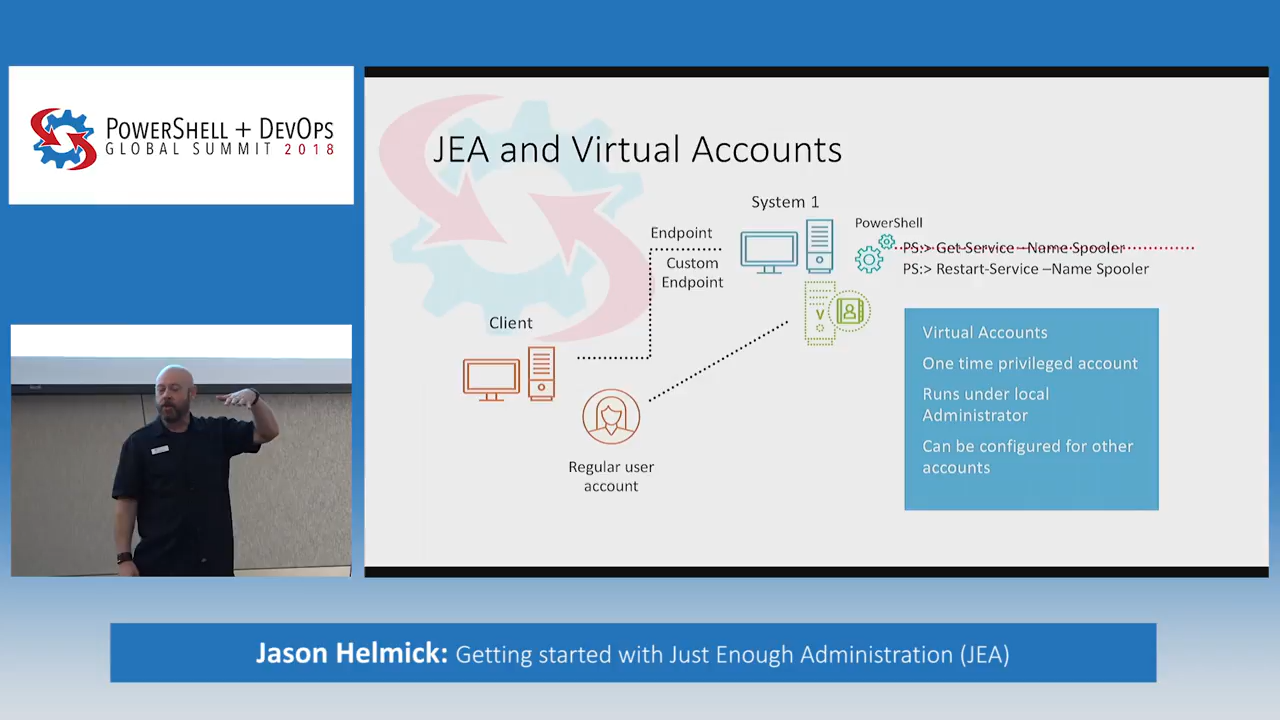 POWERSHELL + DEVOPS
GLOBAL SUMMIT 2018
JEA and Virtual Accounts
System 1
Endpoint
Custom
Endpoint
PowerShell
PS:> Get-Service –Name Spooler
PS:> Restart-Service –Name Spooler
V
Client
Regular user
account
Virtual Accounts
One time privileged account
Runs under local
Administrator
Can be configured for other
accounts
Jason Helmick: Getting started with Just Enough Administration (JEA)